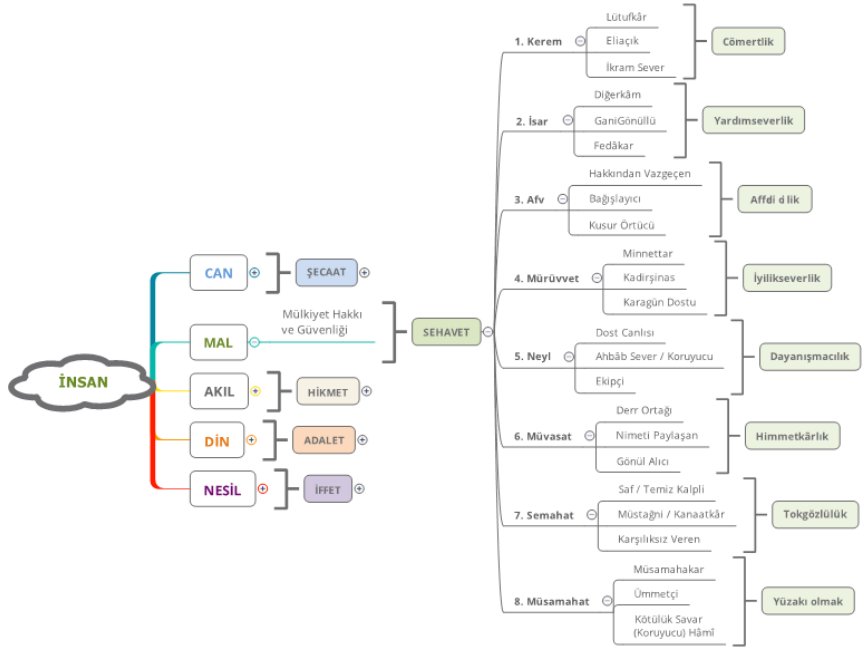 İNSAN
CAN
ŞECAAT
MAL
Mülkiyet Hakkı
ve Güvenliği
SEHAVET
AKIL
HİKMET
DİN
ADALET
NESİL
İFFET
1. Kerem
Lütufkâr
Eliaçık
İkram Sever
Cömertlik
2. İsar
Diğerkâm
GaniGönüllü
Fedâkar
Yardımseverlik
3. Afv
Hakkından Vazgeçen
Bağışlayıcı
Kusur Örtücü
Affdi d lik
4. Mürüvvet
Minnettar
Kadirşinas
Karagün Dostu
İyilikseverlik
5. Neyl
Dost Canlısı
Ahbâb Sever / Koruyucu
Ekipçi
Dayanışmacılık
6. Müvasat
Derr Ortağı
Nimeti Paylaşan
Gönül Alıcı
Himmetkârlık
7. Semahat
Saf / Temiz Kalpli
Müstağni / Kanaatkâr
Karşılıksız Veren
Tokgözlülük
8. Müsamahat
Müsamahakar
Ümmetçi
Kötülük Savar
(Koruyucu) Hâmî
Yüzakı olmak